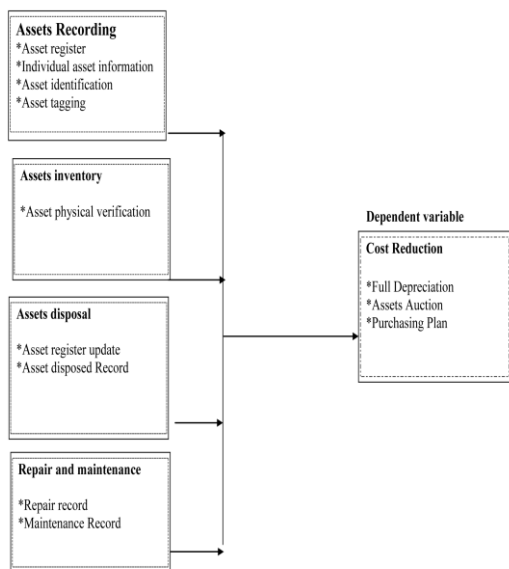 Assets Recording
*Asset register
*Individual asset information
*Asset identification
*Asset tagging
Assets inventory
*Asset physical verification
Assets disposal
*Asset register update
*Asset disposed Record
Repair and maintenance
*Repair record
*Maintenance Record
Dependent variable
Cost Reduction
*Full Depreciation
*Assets Auction
*Purchasing Plan